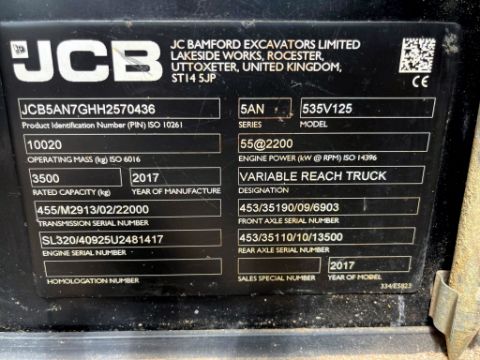 JCB
JC BAMFORD EXCAVATORS LIMITED
LAKESIDE WORKS, ROCESTER,
UTTOXETER, UNITED KINGDOM,
ST14 5JP
CE
JCB5AN7GHH2570436
Product Identification Number (PIN) ISO 10261
5AN 535V125
SERIES MODEL
10020
OPERATING MASS (kg) ISO 6016
55@2200
ENGINE POWER (kW @ RPM) ISO 14396
3500 2017
RATED CAPACITY (kg) YEAR OF MANUFACTURE
VARIABLE REACH TRUCK
DESIGNATION
455/M2913/02/22000
TRANSMISSION SERIAL NUMBER
453/35190/09/6903
FRONT AXLE SERIAL NUMBER
SL320/40925U2481417
ENGINE SERIAL NUMBER
453/35110/10/13500
REAR AXLE SERIAL NUMBER
HOMOLOGATION NUMBER
2017
SALES SPECIAL NUMBER YEAR OF MODEL
334/E5823